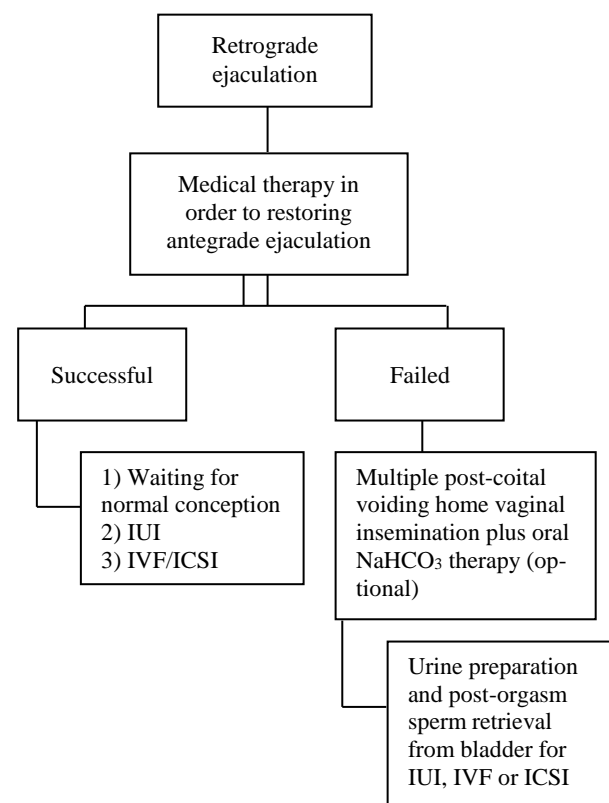 Retrograde
ejaculation
Medical therapy in
order to restoring
antegrade ejaculation
Successful
Failed
1) Waiting for
normal conception
2) IUI
3) IVF/ICSI
Multiple post-coital
voiding home vaginal
insemination plus oral
NaHCO₃ therapy (op-
tional)
Urine preparation
and post-orgasm
sperm retrieval
from bladder for
IUI, IVF or ICSI